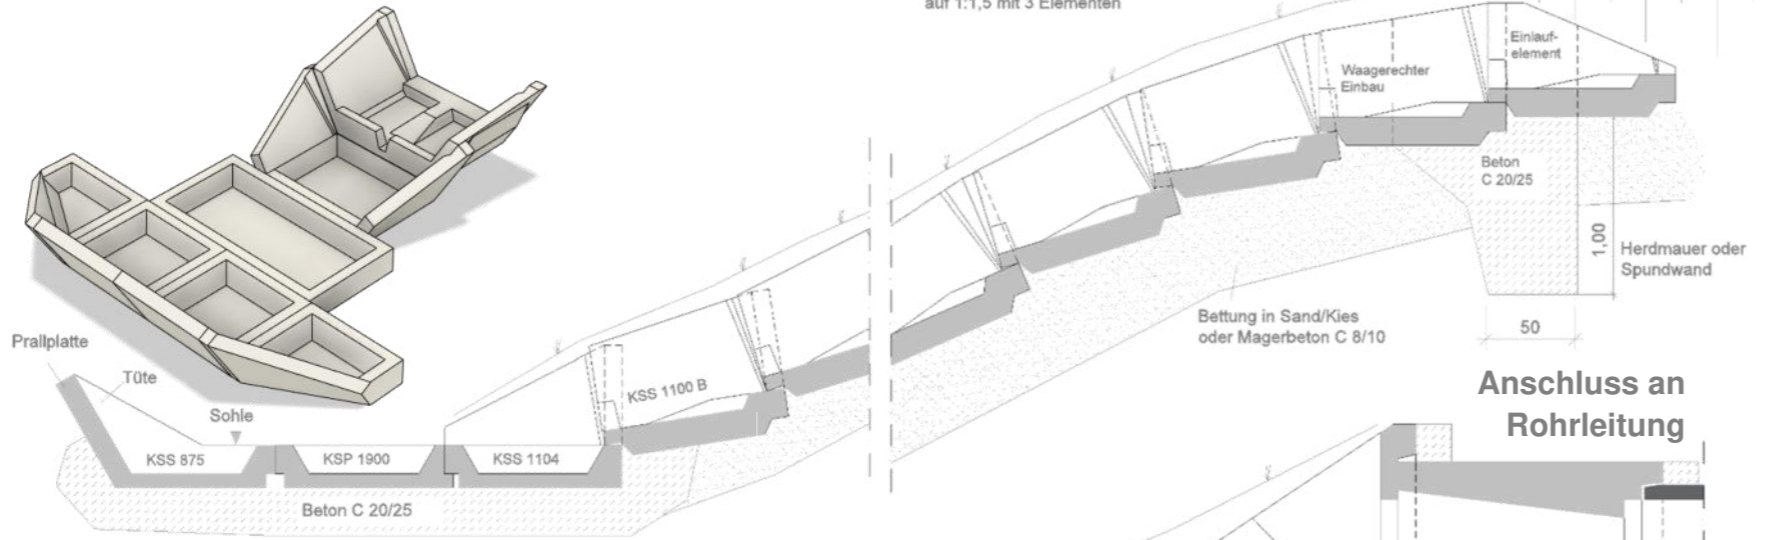 auf 1:1,5 mit 3 Elementen
Einlauf-
element
Waagerechter
Einbau
Beton
C 20/25
1,00
Herdmauer oder
Spundwand
Bettung in Sand/Kies
oder Magerbeton C 8/10
50
Prallplatte
Tüte
Sohle
KSS 1100 B
KSS 875
KSP 1900
KSS 1104
Beton C 20/25
Anschluss an
Rohrleitung